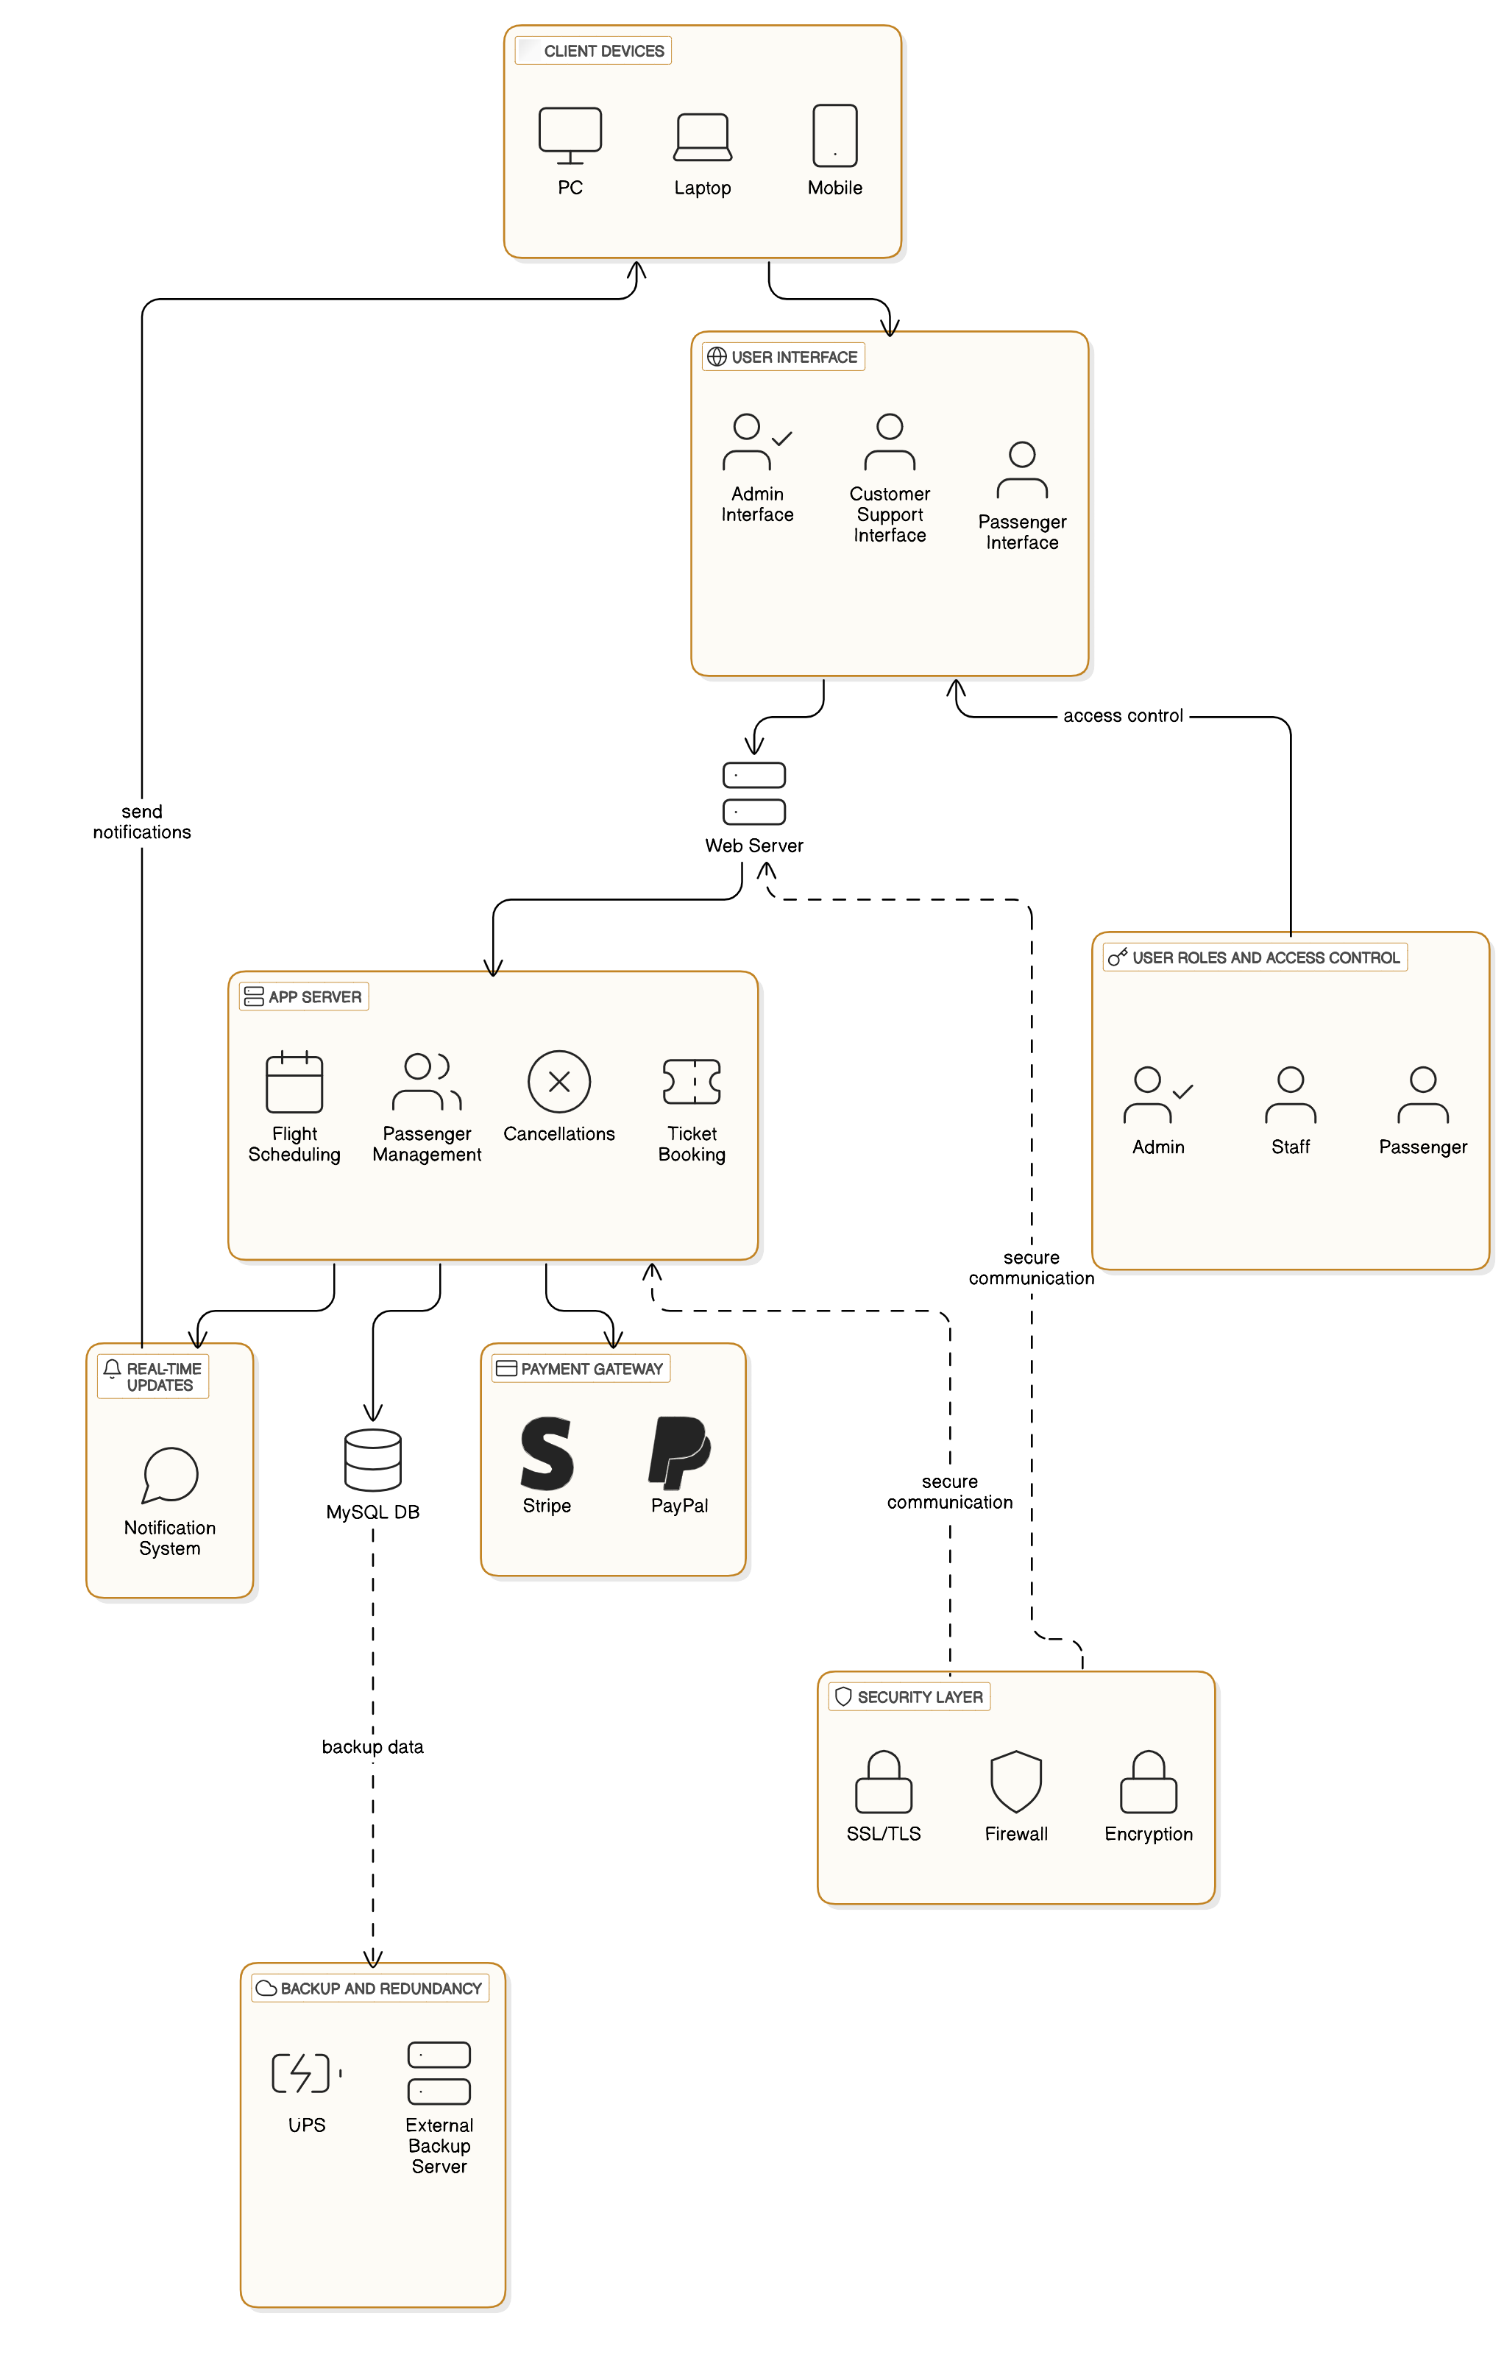 CLIENT DEVICES
PC
Laptop
Mobile
USER INTERFACE
Admin
Interface
Customer
Support
Interface
Passenger
Interface
access control
send
notifications
Web Server
USER ROLES AND ACCESS CONTROL
Admin
Staff
Passenger
APP SERVER
Flight
Scheduling
Passenger
Management
Cancellations
Ticket
Booking
secure
communication
REAL-TIME
UPDATES
Notification
System
MySQL DB
PAYMENT GATEWAY
Stripe
PayPal
secure
communication
SECURITY LAYER
SSL/TLS
Firewall
Encryption
backup data
BACKUP AND REDUNDANCY
UPS
External
Backup
Server